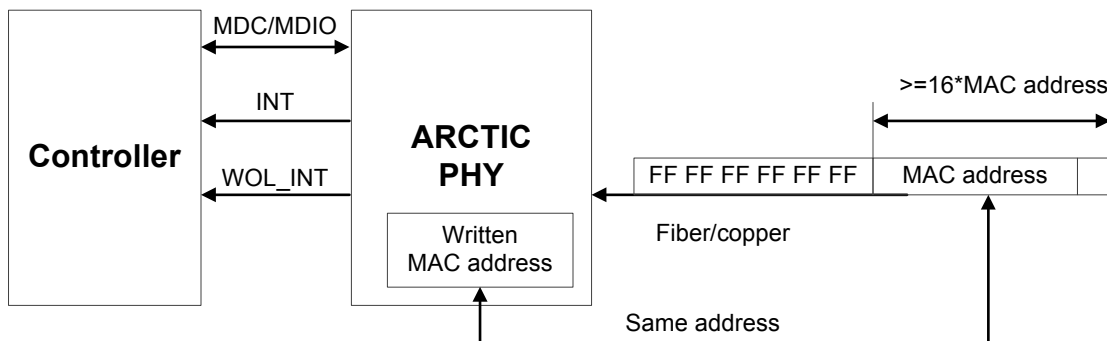 MDC/MDIO
>=16*MAC address
INT
ARCTIC
PHY
Controller
FF FF FF FF FF FF
MAC address
WOL_INT
Fiber/copper
Written
MAC address
Same address